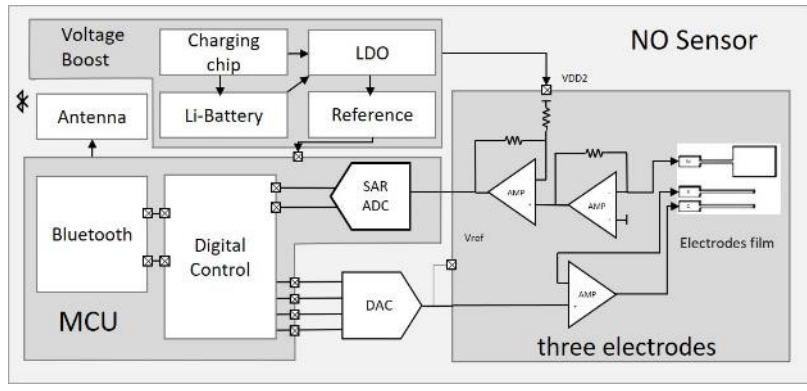 Voltage
Boost
Charging
chip
LDO
NO Sensor
Li-Battery
Reference
VDD2
Antenna
SAR
ADC
AMP
AMP
Bluetooth
Digital
Control
Vref
Electrodes film
MCU
DAC
AMP
three electrodes